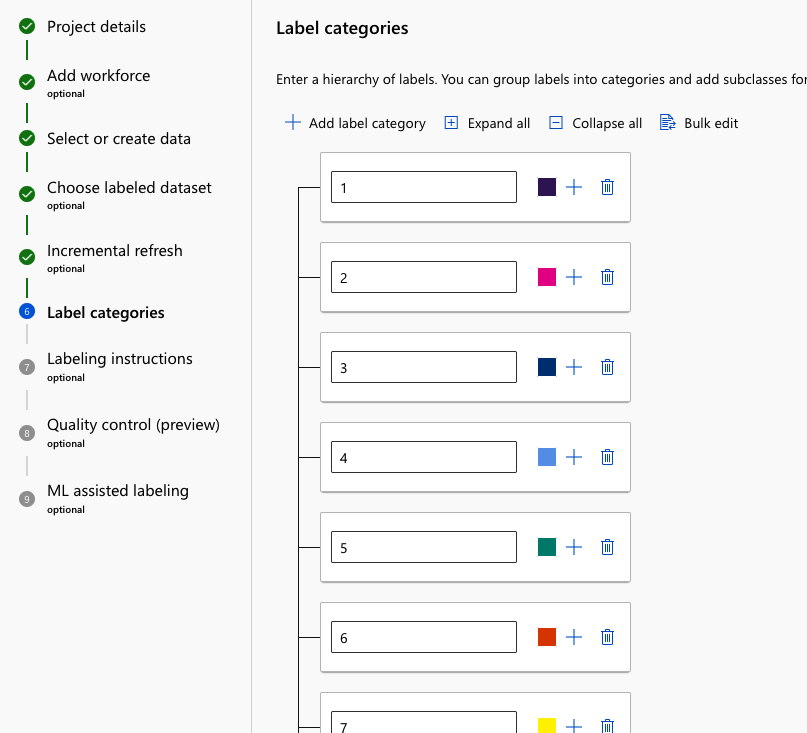 Project details
Add workforce
optional
Select or create data
Choose labeled dataset
optional
Incremental refresh
optional
6
Label categories
7
Labeling instructions
optional
8
Quality control (preview)
optional
9
ML assisted labeling
optional
Label categories
Enter a hierarchy of labels. You can group labels into categories and add subclasses for
Add label category
Expand all
Collapse all
Bulk edit
1
2
3
4
5
6
7